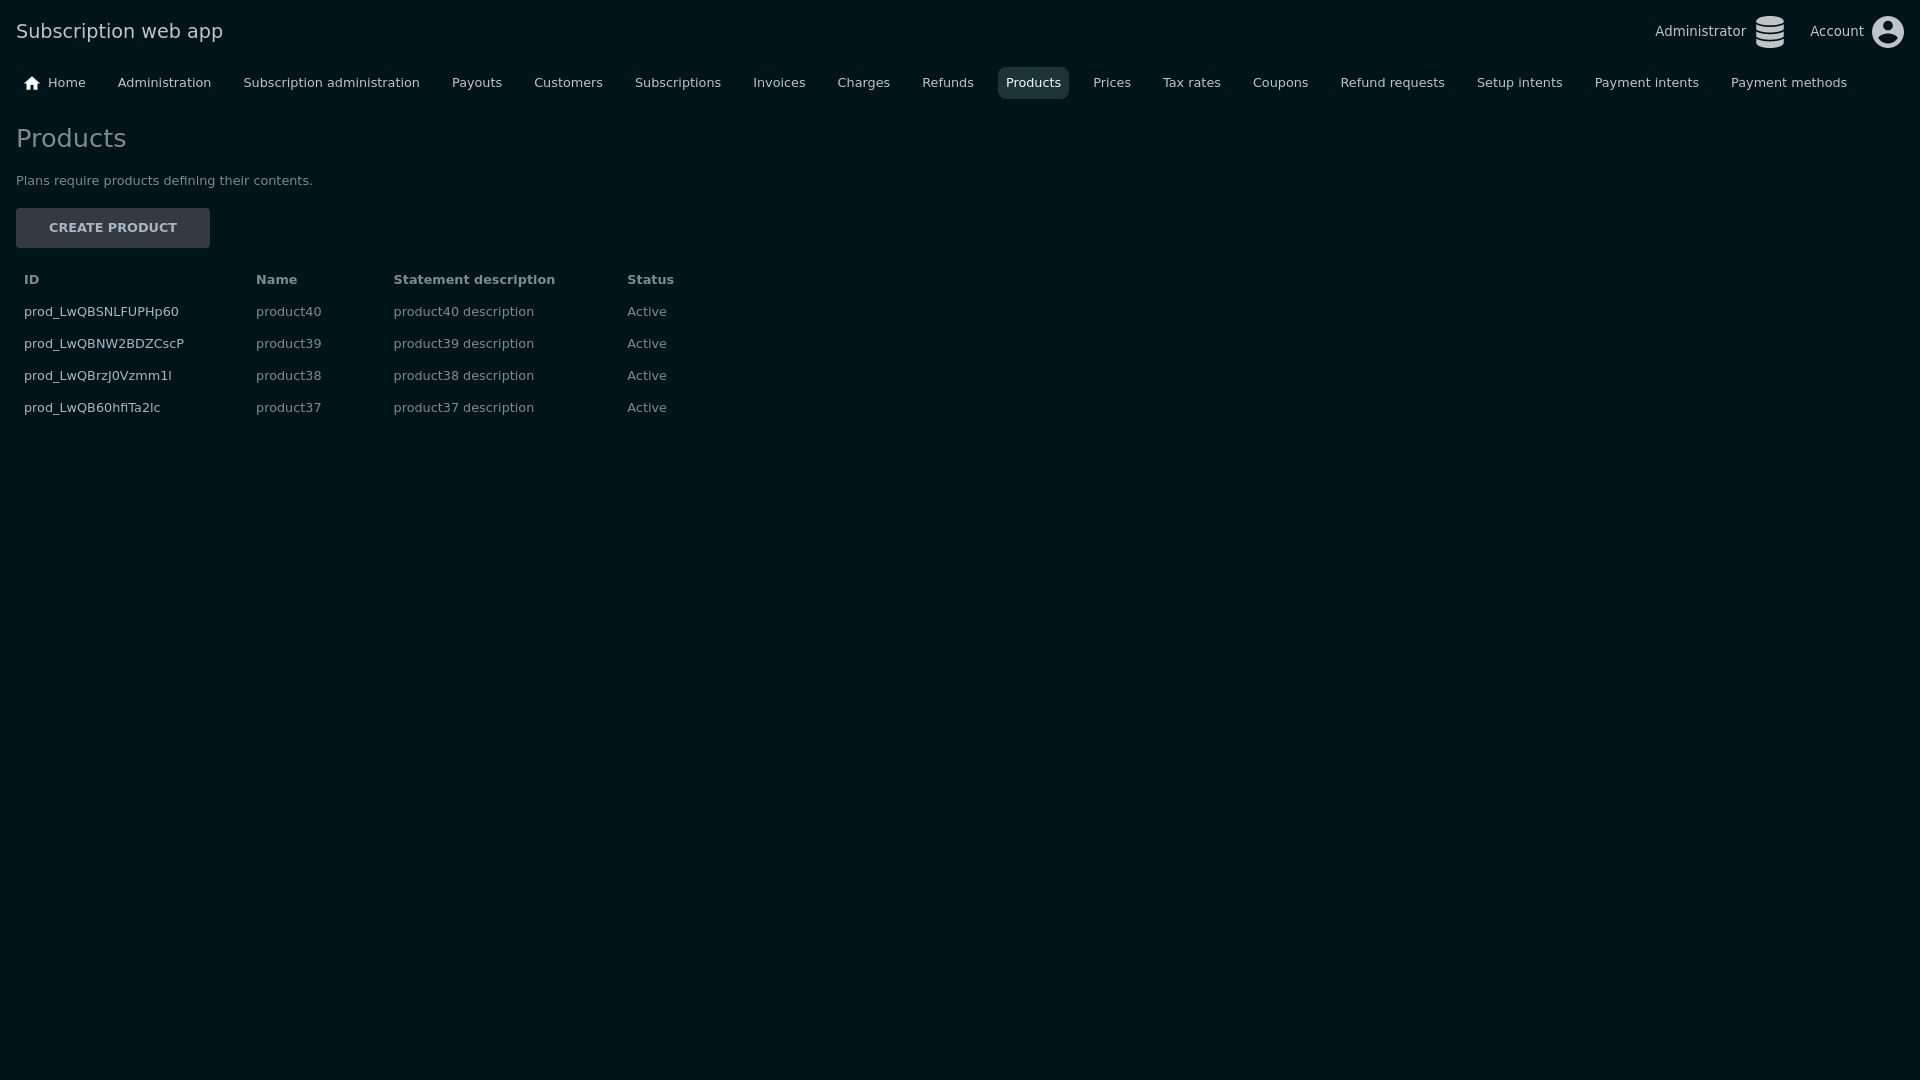 Subscription web app
Administrator
Account
Home Administration Subscription administration Payouts Customers Subscriptions Invoices Charges Refunds Products Prices Tax rates Coupons Refund requests Setup intents Payment intents Payment methods
Products
Plans require products defining their contents.
CREATE PRODUCT
ID Name Statement description Status
prod_LwQBSNLFUPHp60 product40 product40 description Active
prod_LwQBNW2BDZCscP product39 product39 description Active
prod_LwQBrzJ0Vzmm1l product38 product38 description Active
prod_LwQB60hfiTa2lc product37 product37 description Active